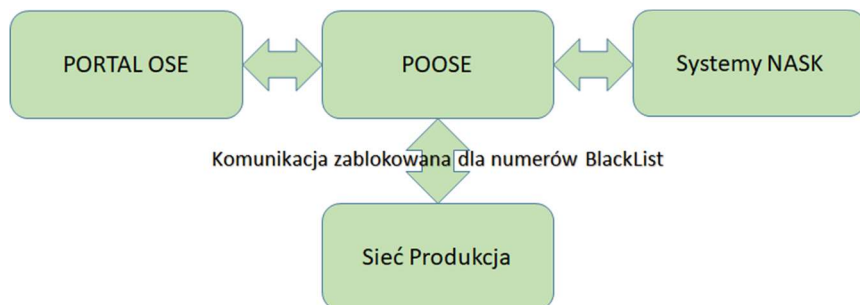 PORTAL OSE
POOSE
Systemy NASK
Komunikacja zablokowana dla numerów BlackList
Sieć Produkcja